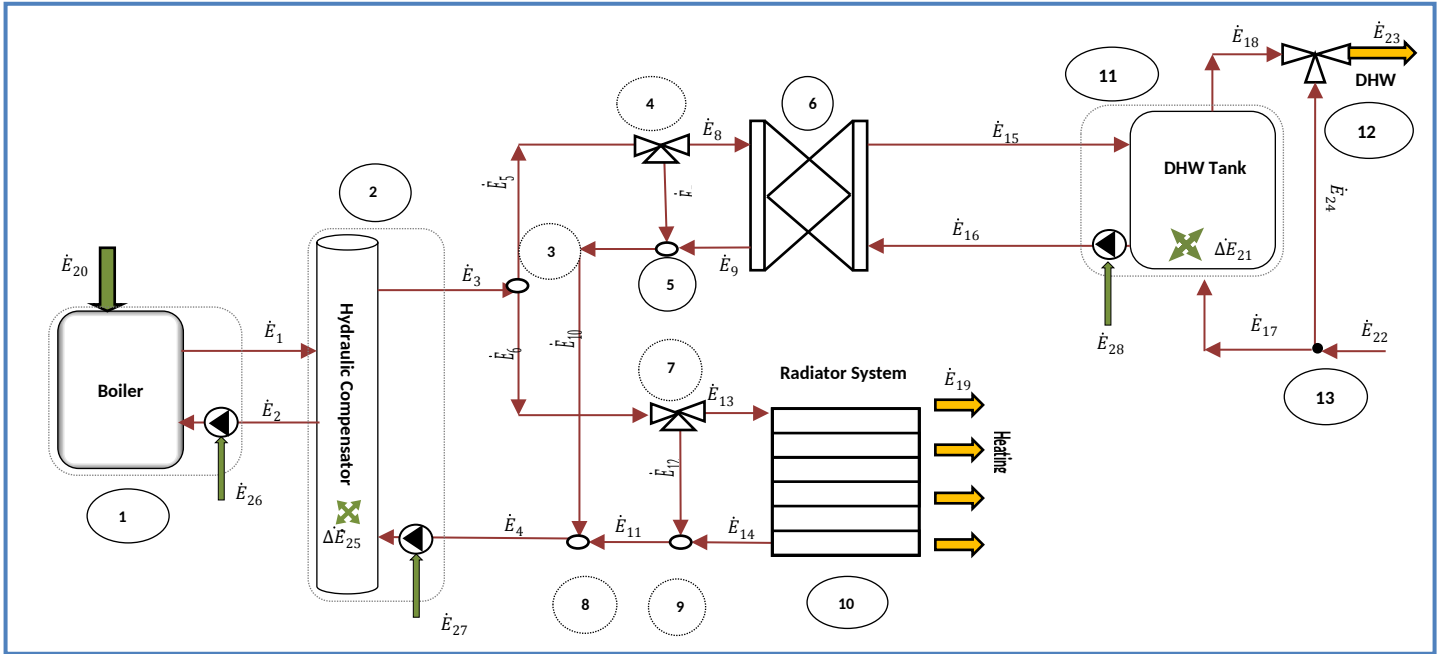 Ė₁₈
Ė₂₃
11
DHW
4
6
Ė₈
Ė₁₅
12
DHW Tank
2
Ė₅
Ė₂₄
Ė₁₆
3
Ė₂₀
Ė₃
Ė₉
ΔĖ₂₁
5
Ė₁
Ė₁₀
Ė₁₇
Ė₂₂
Ė₂₈
Ė₆
7
Radiator System
Ė₁₉
Boiler
Hydraulic Compensator
Ė₁₃
13
Ė₂
Heating
Ė₁₂
Ė₂₆
1
Ė₄
Ė₁₁
Ė₁₄
ΔĖ₂₅
8
9
10
Ė₂₇